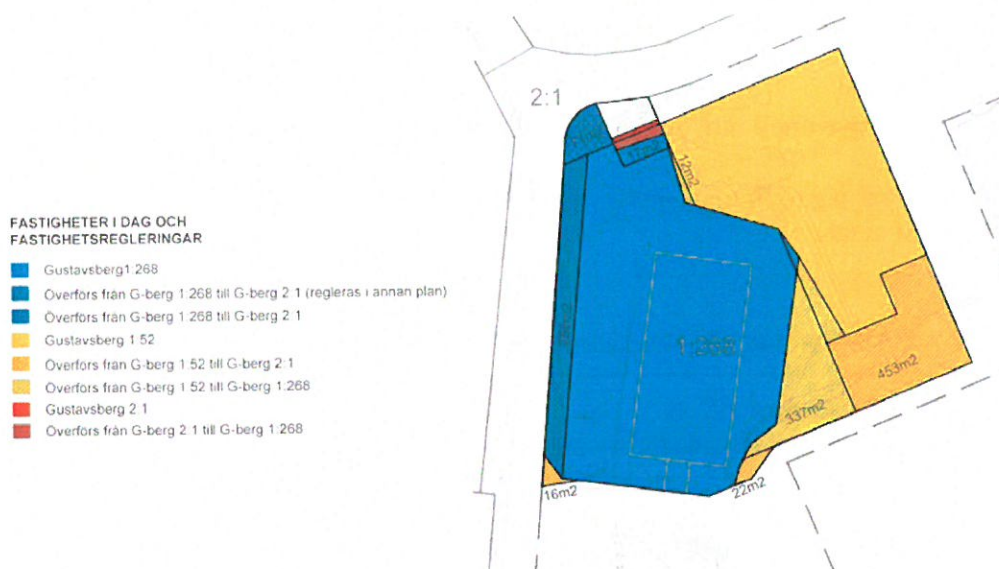 2:1
12m2
FASTIGHETER I DAG OCH
FASTIGHETSREGLERINGAR
Gustavsberg1:268
Överförs från G-berg 1:268 till G-berg 2:1 (regleras i annan plan)
Överförs från G-berg 1:268 till G-berg 2:1
Gustavsberg 1:52
Överförs från G-berg 1:52 till G-berg 2:1
Överförs från G-berg 1:52 till G-berg 1:268
Gustavsberg 2:1
Överförs från G-berg 2:1 till G-berg 1:268
1:268
453m2
337m2
16m2
22m2